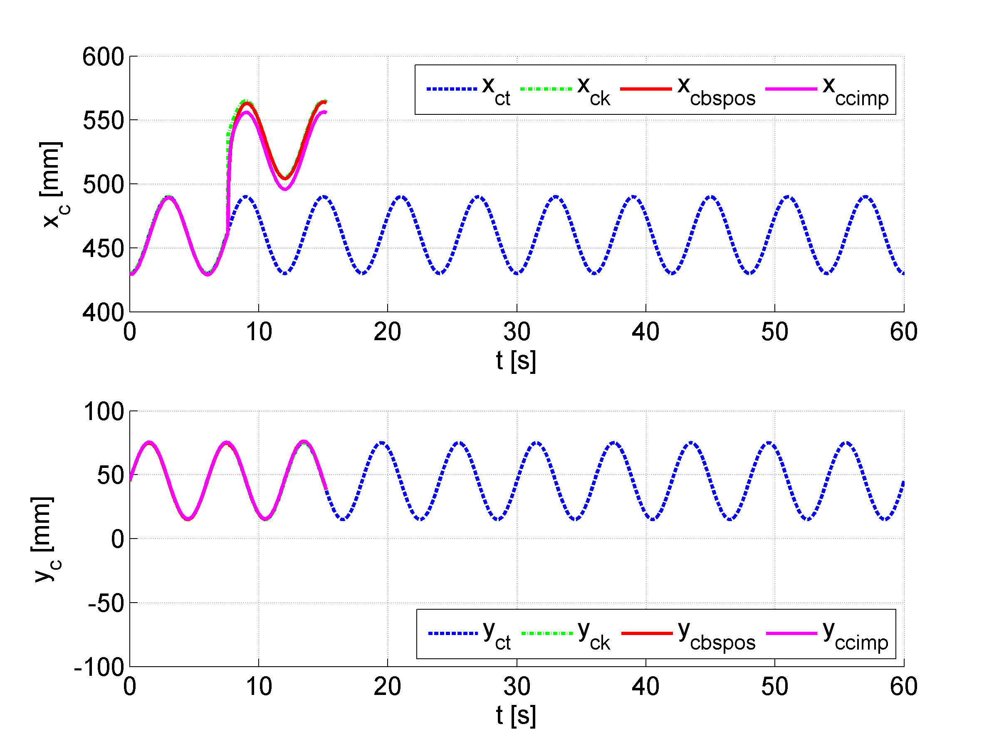 600
550
500
450
400
x_c [mm]
x_ct x_ck x_cbspos x_ccimp
0 10 20 30 40 50 60
t [s]
100
50
0
-50
-100
y_c [mm]
y_ct y_ck y_cbspos y_ccimp
0 10 20 30 40 50 60
t [s]